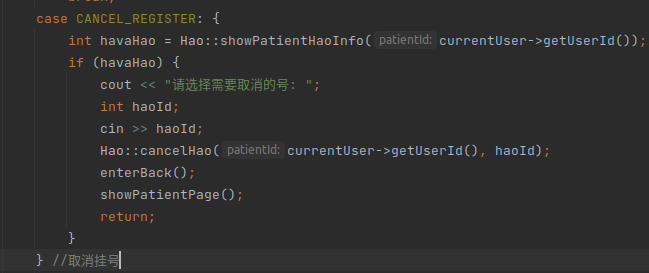 break;
case CANCEL_REGISTER: {
int havaHao = Hao::showPatientHaoInfo( patientId: currentUser->getUserId());
if (havaHao) {
cout << "请选择需要取消的号: ";
int haoId;
cin >> haoId;
Hao::cancelHao( patientId: currentUser->getUserId(), haoId);
enterBack();
showPatientPage();
return;
}
} //取消挂号